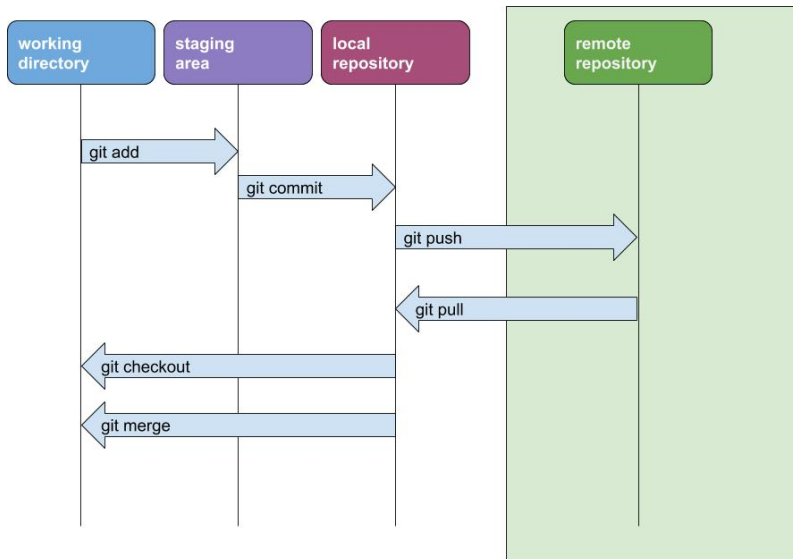 working
directory
staging
area
local
repository
remote
repository
git add
git commit
git push
git pull
git checkout
git merge